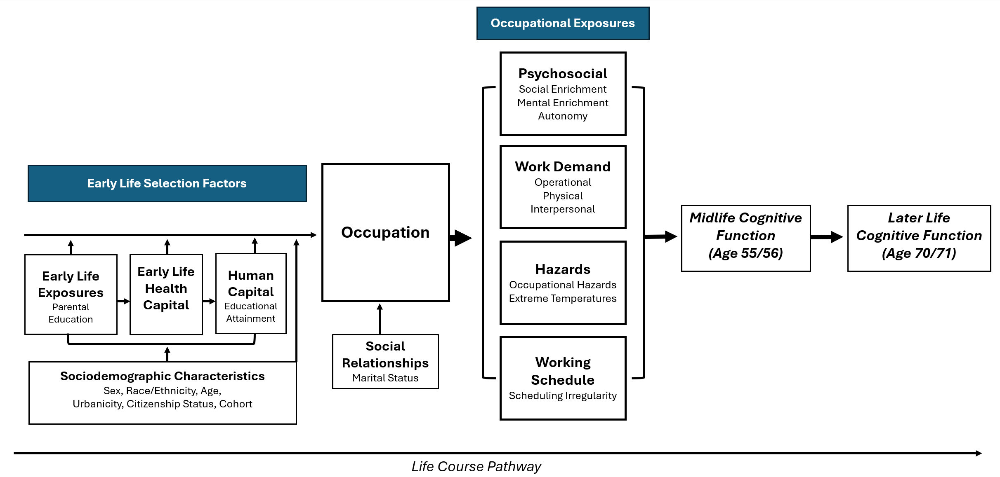 Occupational Exposures
Psychosocial
Social Enrichment
Mental Enrichment
Autonomy
Work Demand
Operational
Physical
Interpersonal
Hazards
Occupational Hazards
Extreme Temperatures
Working
Schedule
Scheduling Irregularity
Early Life Selection Factors
Early Life
Exposures
Parental
Education
Early Life
Health
Capital
Human
Capital
Educational
Attainment
Sociodemographic Characteristics
Sex, Race/Ethnicity, Age,
Urbanicity, Citizenship Status, Cohort
Occupation
Social
Relationships
Marital Status
Midlife Cognitive
Function
(Age 55/56)
Later Life
Cognitive Function
(Age 70/71)
Life Course Pathway